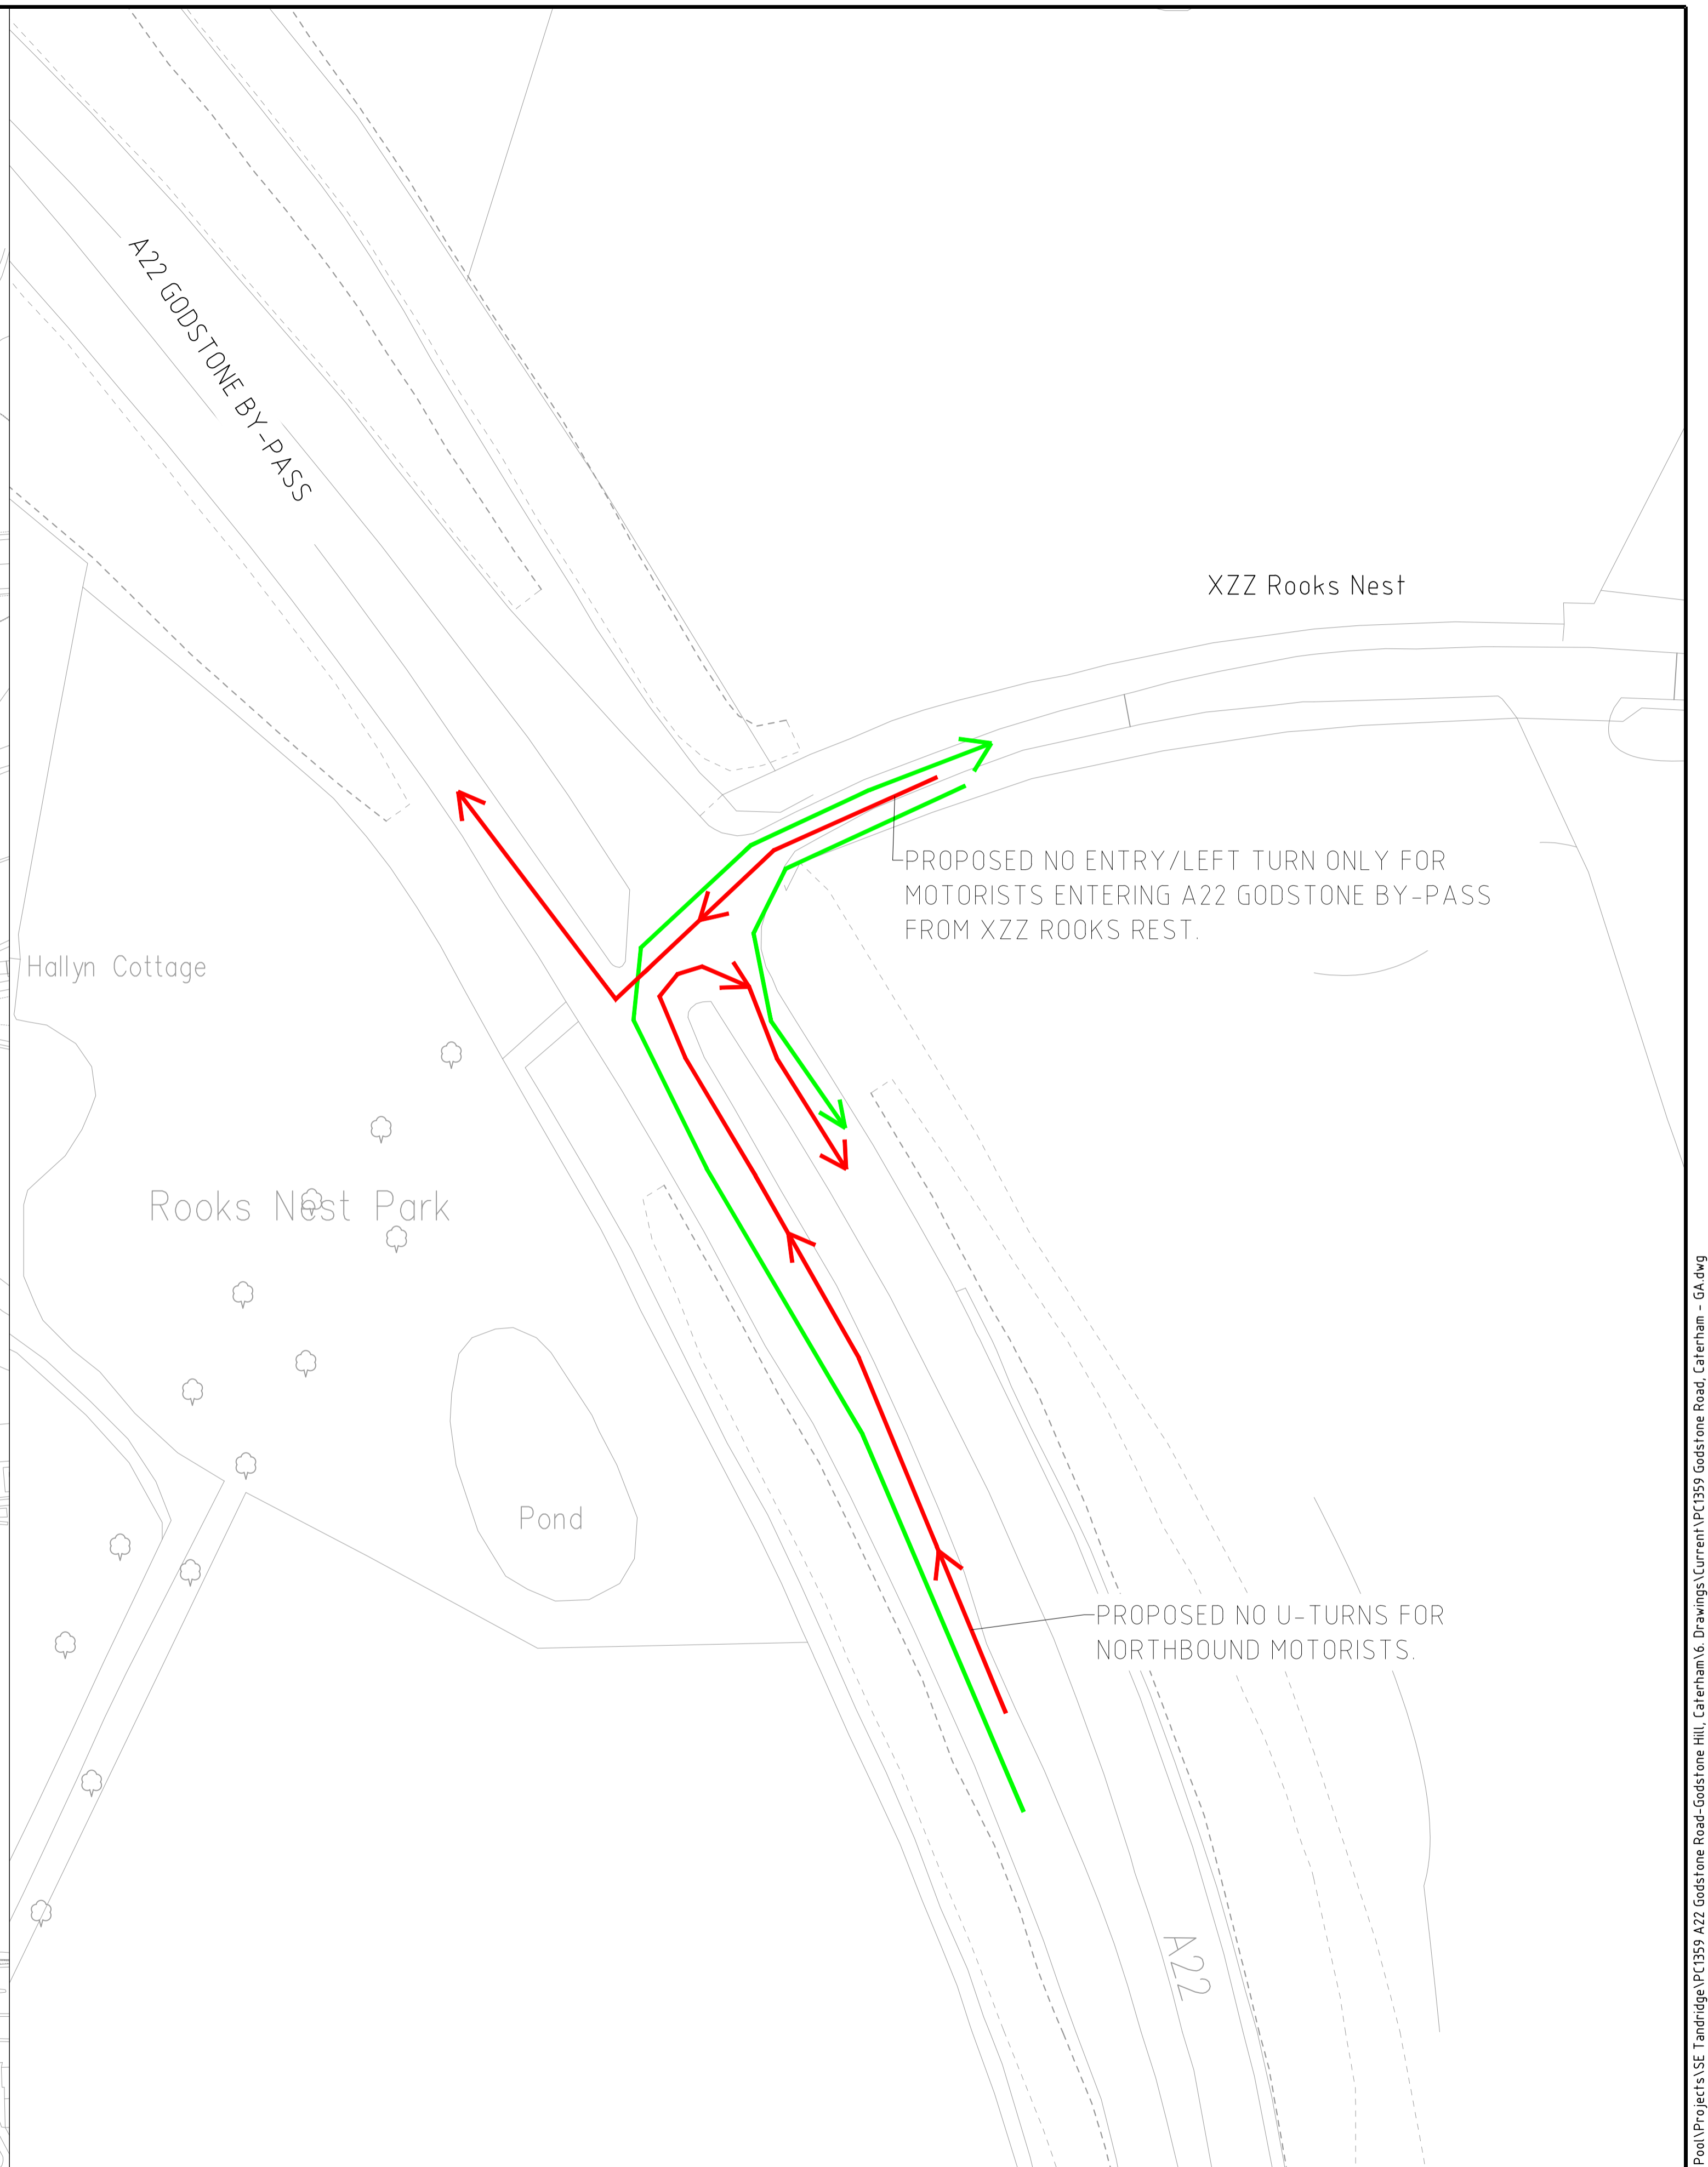 A22 GODSTONE BY-PASS
XZZ Rooks Nest
PROPOSED NO ENTRY/LEFT TURN ONLY FOR
MOTORISTS ENTERING A22 GODSTONE BY-PASS
FROM XZZ ROOKS REST.
Hallyn Cottage
Rooks Nest Park
Pond
PROPOSED NO U-TURNS FOR
NORTHBOUND MOTORISTS.
A22
Pool\Projects\SE Tandridge\PC1359 A22 Godstone Road-Godstone Hill, Caterham\6. Drawings\Current\PC1359 Godstone Road, Caterham - GA.dwg